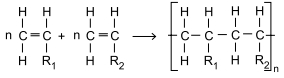 H H H H H H H H
n C = C + n C = C ⟶ [ C – C – C – C ]
H R1 H R2 H R1 H R2
n